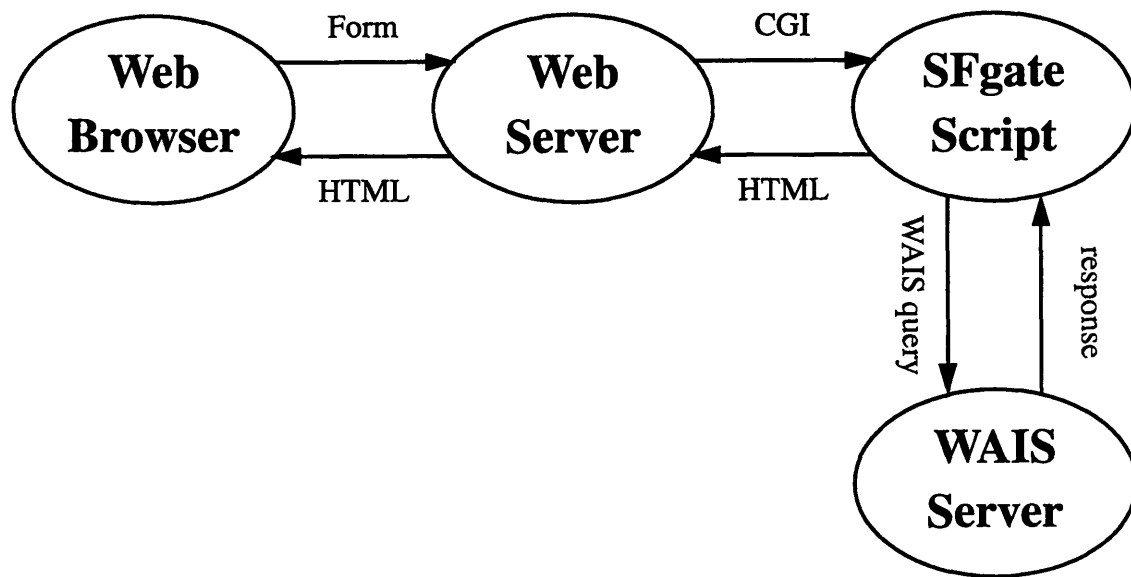 Form
CGI
Web
Browser
Web
Server
SFgate
Script
HTML
HTML
WAIS query
response
WAIS
Server